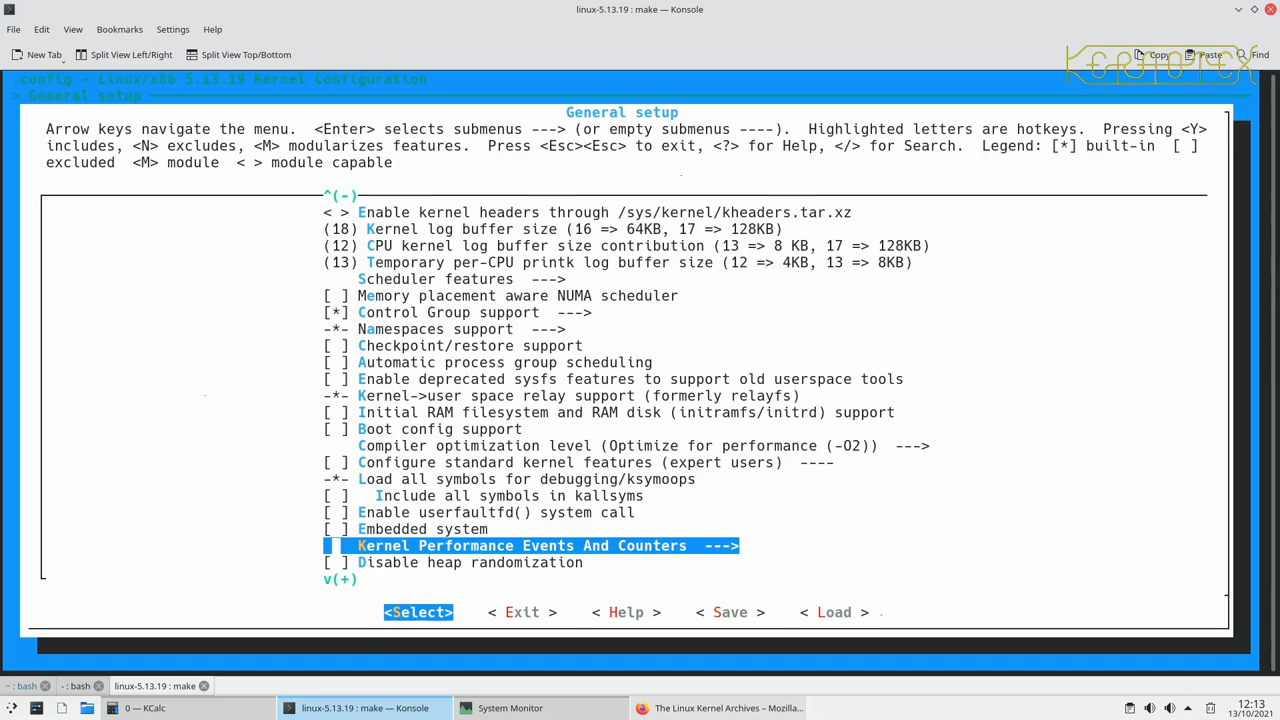 linux-5.13.19 : make — Konsole
File Edit View Bookmarks Settings Help
New Tab Split View Left/Right Split View Top/Bottom Copy Paste Find
KERNOTEX
.config - Linux/x86 5.13.19 Kernel Configuration
> General setup
General setup
Arrow keys navigate the menu. <Enter> selects submenus ---> (or empty submenus ----). Highlighted letters are hotkeys. Pressing <Y>
includes, <N> excludes, <M> modularizes features. Press <Esc><Esc> to exit, <?> for Help, </> for Search. Legend: [*] built-in [ ]
excluded <M> module < > module capable
^(-)
< > Enable kernel headers through /sys/kernel/kheaders.tar.xz
(18) Kernel log buffer size (16 => 64KB, 17 => 128KB)
(12) CPU kernel log buffer size contribution (13 => 8 KB, 17 => 128KB)
(13) Temporary per-CPU printk log buffer size (12 => 4KB, 13 => 8KB)
Scheduler features --->
[ ] Memory placement aware NUMA scheduler
[*] Control Group support --->
-*- Namespaces support --->
[ ] Checkpoint/restore support
[ ] Automatic process group scheduling
[ ] Enable deprecated sysfs features to support old userspace tools
-*- Kernel->user space relay support (formerly relayfs)
[ ] Initial RAM filesystem and RAM disk (initramfs/initrd) support
[ ] Boot config support
Compiler optimization level (Optimize for performance (-O2)) --->
[ ] Configure standard kernel features (expert users) ----
-*- Load all symbols for debugging/ksymoops
[ ] Include all symbols in kallsyms
[ ] Enable userfaultfd() system call
[ ] Embedded system
Kernel Performance Events And Counters --->
[ ] Disable heap randomization
v(+)
<Select> < Exit > < Help > < Save > < Load >
~ : bash - : bash linux-5.13.19 : make
0 — KCalc linux-5.13.19 : make — Konsole System Monitor The Linux Kernel Archives – Mozilla... 12:13
13/10/2021